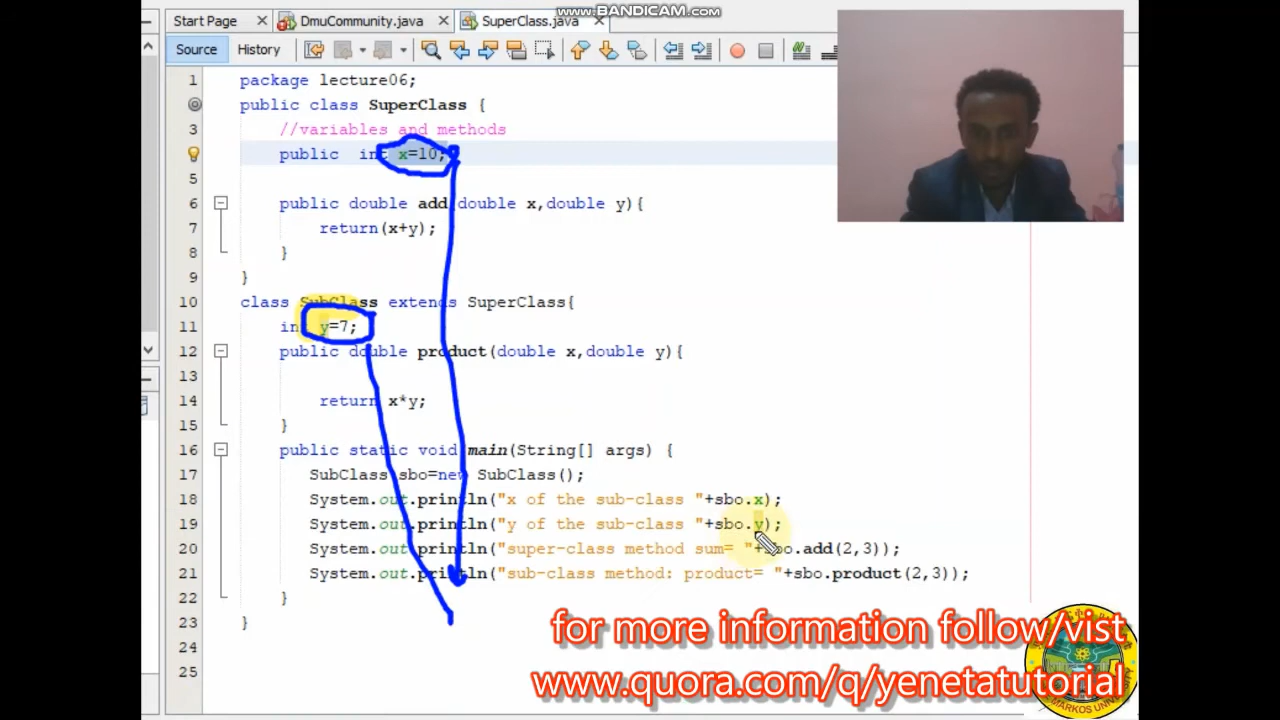 www.BANDICAM.com
Start Page
DmuCommunity.java
SuperClass.java
Source
History
1 package lecture06;
public class SuperClass {
3 //variables and methods
public int x=10;
5
6 public double add(double x,double y){
7 return(x+y);
8 }
9 }
10 class SubClass extends SuperClass{
11 int y=7;
12 public double product(double x,double y){
13
14 return x*y;
15 }
16 public static void main(String[] args) {
17 SubClass sbo=new SubClass();
18 System.out.println("x of the sub-class "+sbo.x);
19 System.out.println("y of the sub-class "+sbo.y);
20 System.out.println("super-class method sum= "+sbo.add(2,3));
21 System.out.println("sub-class method: product= "+sbo.product(2,3));
22 }
23 }
24
25
for more information follow/vist
www.quora.com/q/yenetatutorial